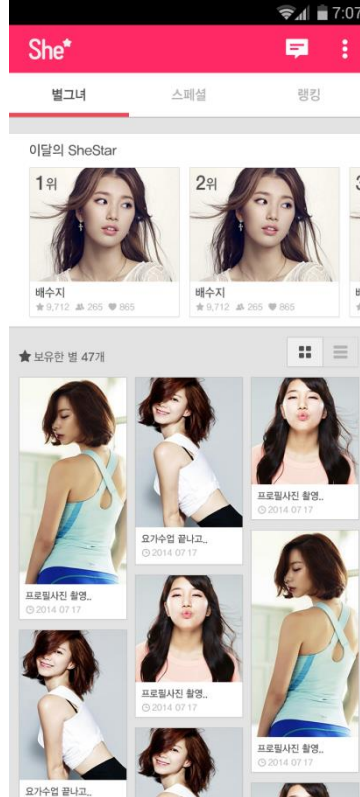 7:07
She★
별그녀
스페셜
랭킹
이달의 SheStar
1위
2위
배수지
★ 9,712 265 865
배수지
★ 9,712 265 865
★ 보유한 별 47개
프로필사진 촬영..
2014 07 17
요가수업 끝나고..
2014 07 17
프로필사진 촬영..
2014 07 17
프로필사진 촬영..
2014 07 17
프로필사진 촬영..
2014 07 17
요가수업 끝나고..